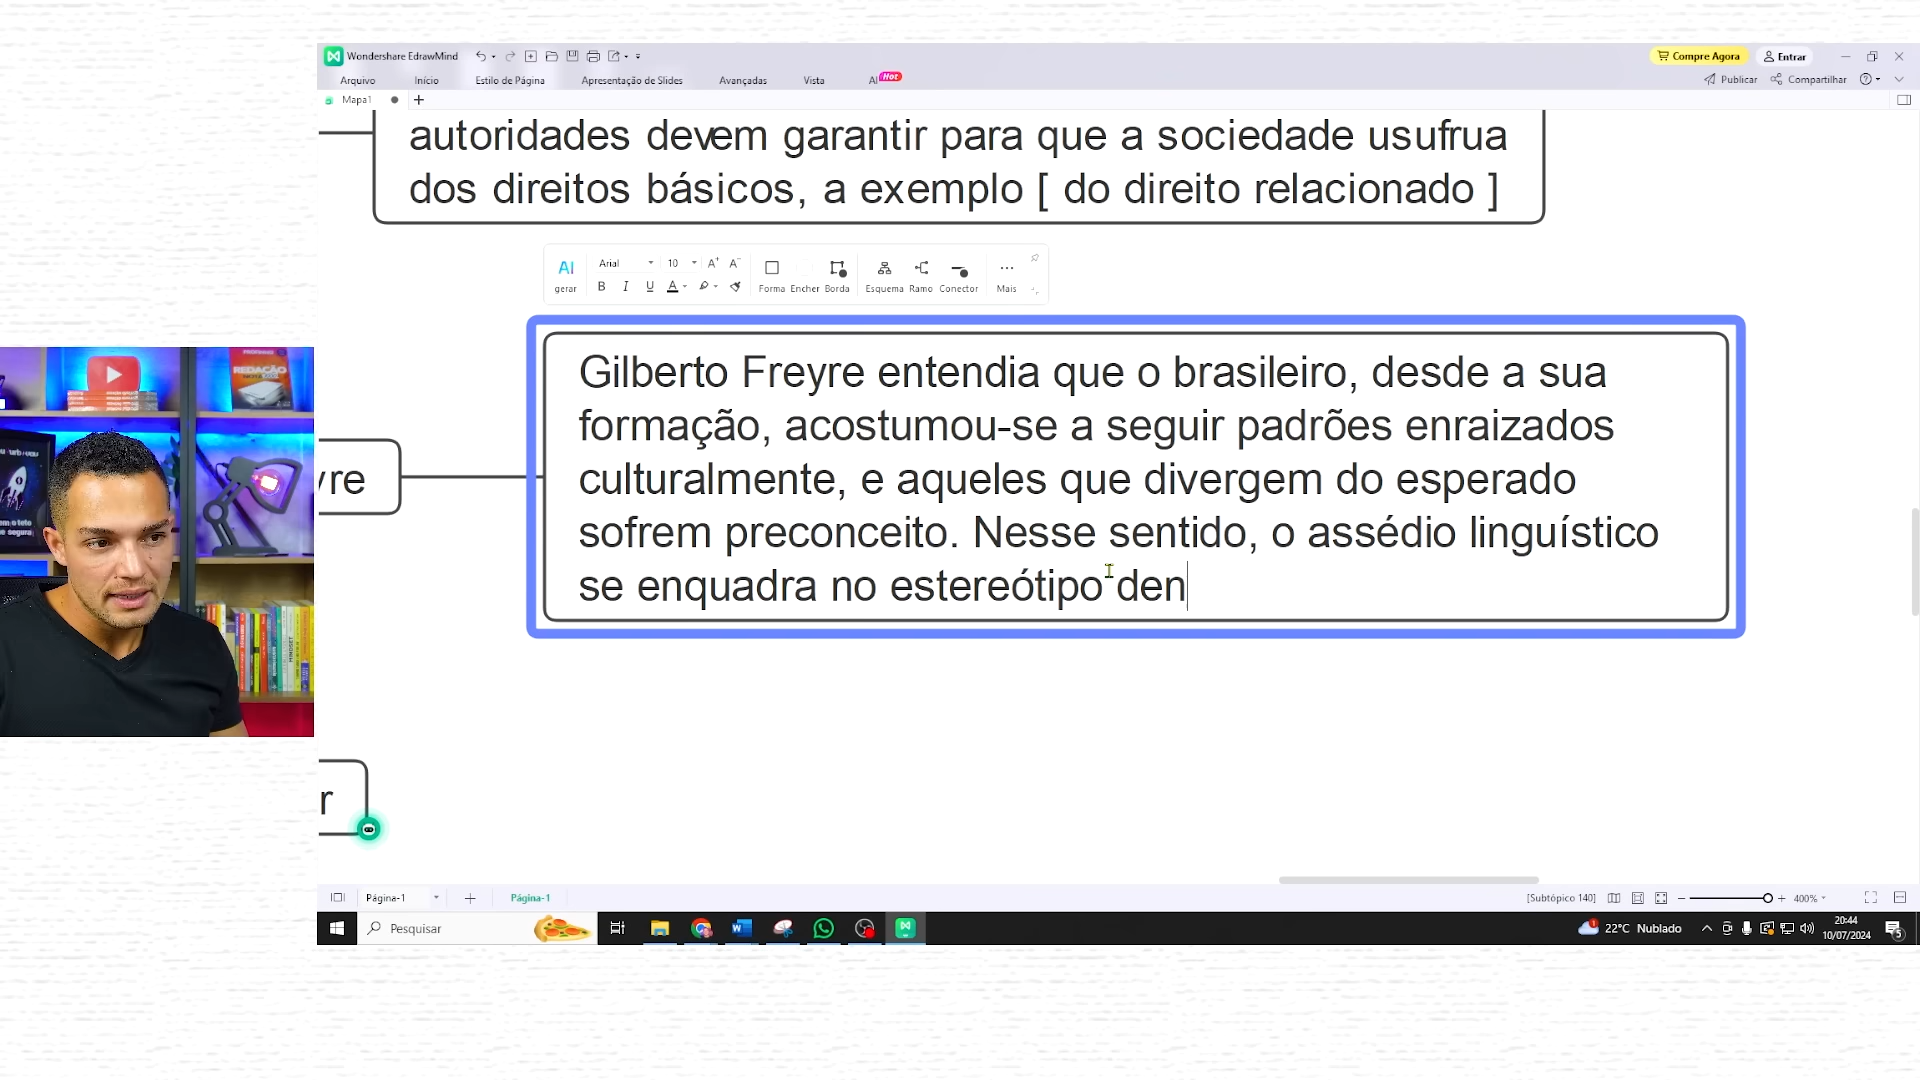 Wondershare EdrawMind
Compre Agora
Entrar
Arquivo
Início
Estilo de Página
Apresentação de Slides
Avançadas
Vista
AI
Hot
Publicar
Compartilhar
Mapa1
autoridades devem garantir para que a sociedade usufrua
dos direitos básicos, a exemplo [ do direito relacionado ]
AI
gerar
Arial
10
B I U A
Forma
Encher
Borda
Esquema
Ramo
Conector
Mais
Gilberto Freyre entendia que o brasileiro, desde a sua
formação, acostumou-se a seguir padrões enraizados
culturalmente, e aqueles que divergem do esperado
sofrem preconceito. Nesse sentido, o assédio linguístico
se enquadra no estereótipo den
yre
r
REDAÇÃO
Página-1
Página-1
[Subtópico 140]
400%
Pesquisar
22°C Nublado
20:44
10/07/2024
5